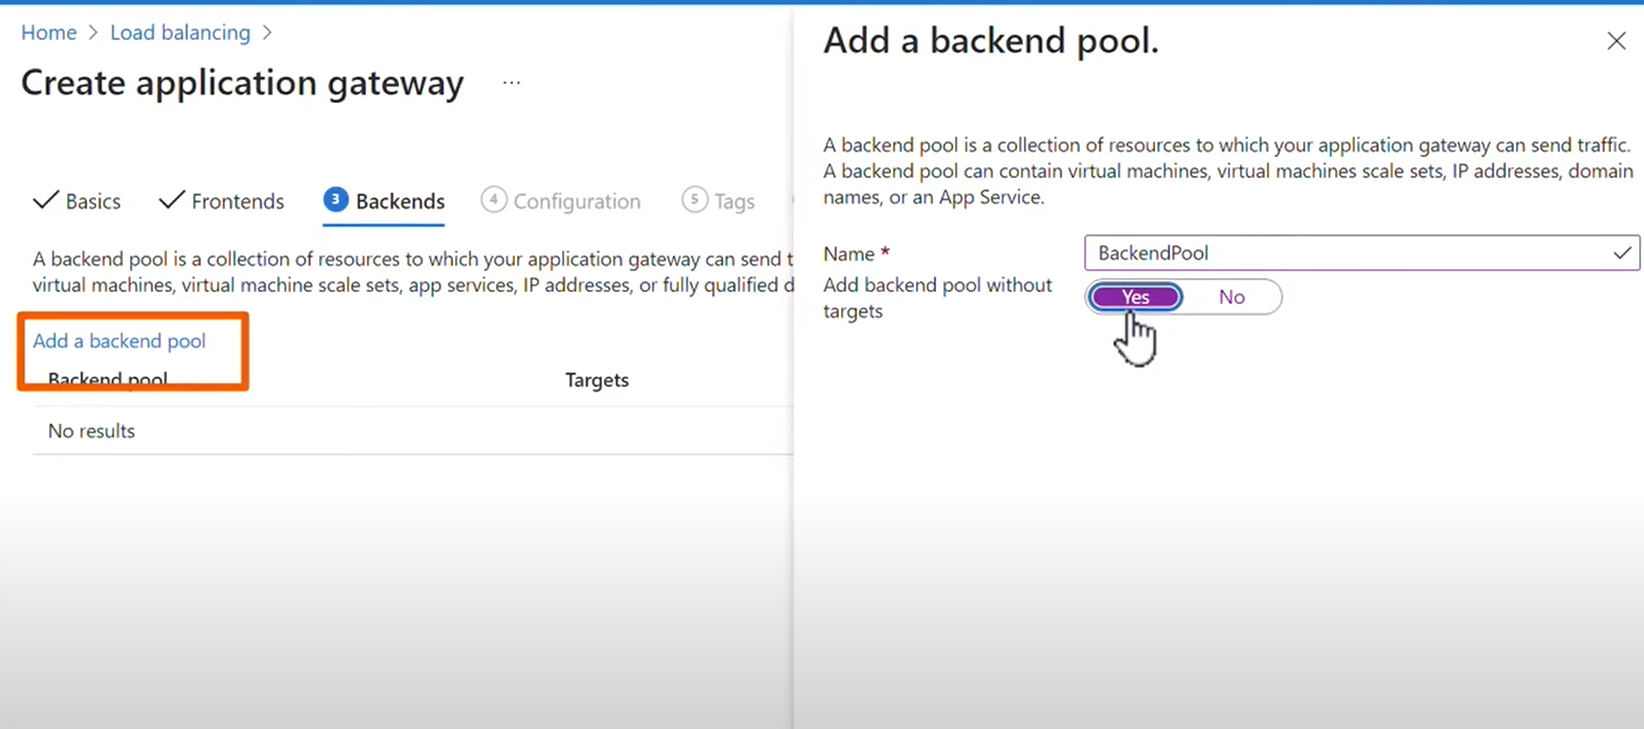 Home > Load balancing >
Create application gateway ...
Basics
Frontends
3 Backends
4 Configuration
5 Tags
A backend pool is a collection of resources to which your application gateway can send t
virtual machines, virtual machine scale sets, app services, IP addresses, or fully qualified d
Add a backend pool
Backend pool
Targets
No results
Add a backend pool.
A backend pool is a collection of resources to which your application gateway can send traffic.
A backend pool can contain virtual machines, virtual machines scale sets, IP addresses, domain
names, or an App Service.
Name *
BackendPool
Add backend pool without
targets
Yes
No